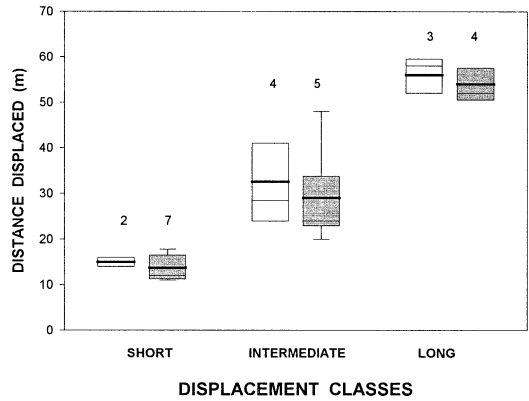 70
60
50
40
30
20
10
0
DISTANCE DISPLACED (m)
2
7
4
5
3
4
SHORT
INTERMEDIATE
LONG
DISPLACEMENT CLASSES